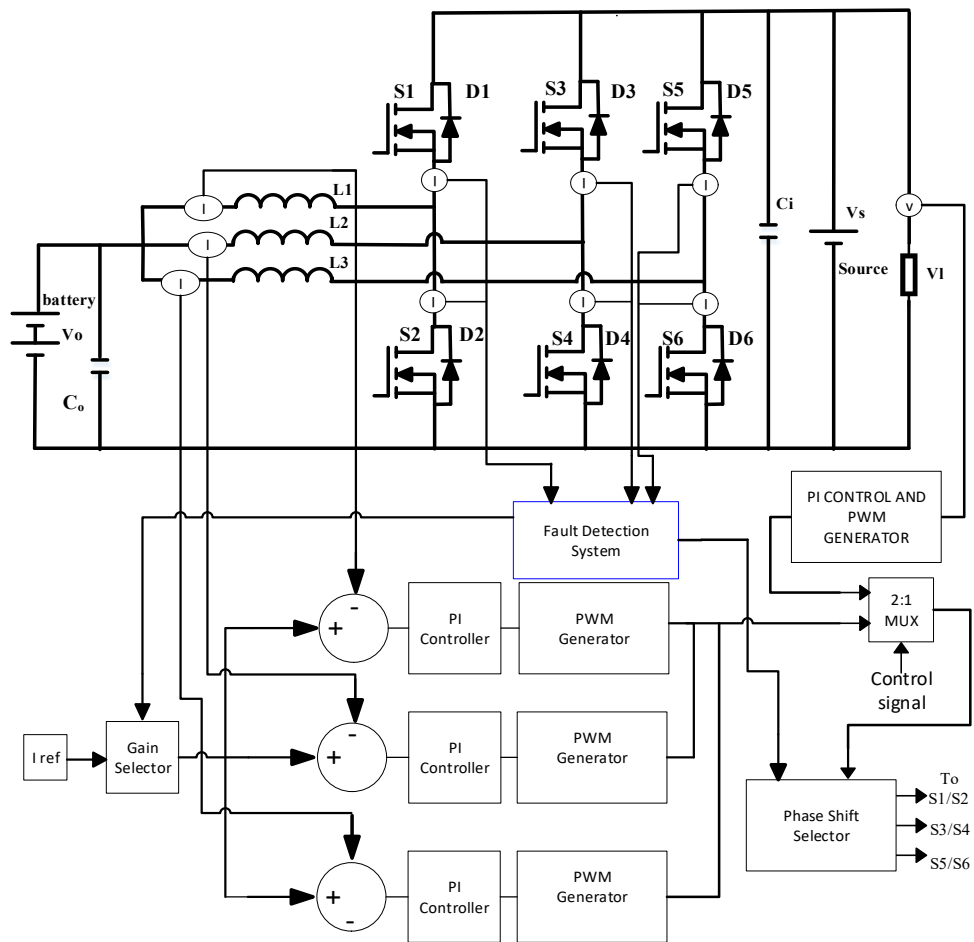 S1
D1
S3
D3
S5
D5
I
I
I
I
L1
I
L2
I
L3
I
I
I
I
Ci
Vs
Source
v
Vl
battery
Vo
Co
S2
D2
S4
D4
S6
D6
Fault Detection
System
PI CONTROL AND
PWM
GENERATOR
2:1
MUX
Control
signal
-
+
PI
Controller
PWM
Generator
I ref
Gain
Selector
-
+
PI
Controller
PWM
Generator
+
-
PI
Controller
PWM
Generator
Phase Shift
Selector
To
S1/S2
S3/S4
S5/S6